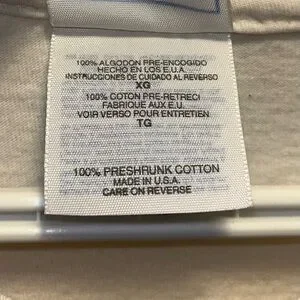 100% ALGODON PRE-ENCOGIDO
HECHO EN LOS E.U.A.
INSTRUCCIONES DE CUIDADO AL REVERSO
XG
100% COTON PRE-RETRECI
FABRIQUE AUX E.U.
VOIR VERSO POUR ENTRETIEN
TG
100% PRESHRUNK COTTON
MADE IN U.S.A.
CARE ON REVERSE